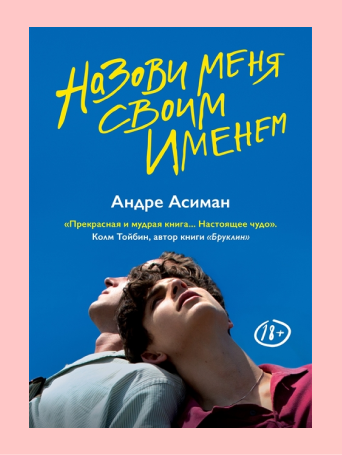 Назови меня
своим
именем
Андре Асиман
«Прекрасная и мудрая книга... Настоящее чудо».
Колм Тойбин, автор книги «Бруклин»
18+